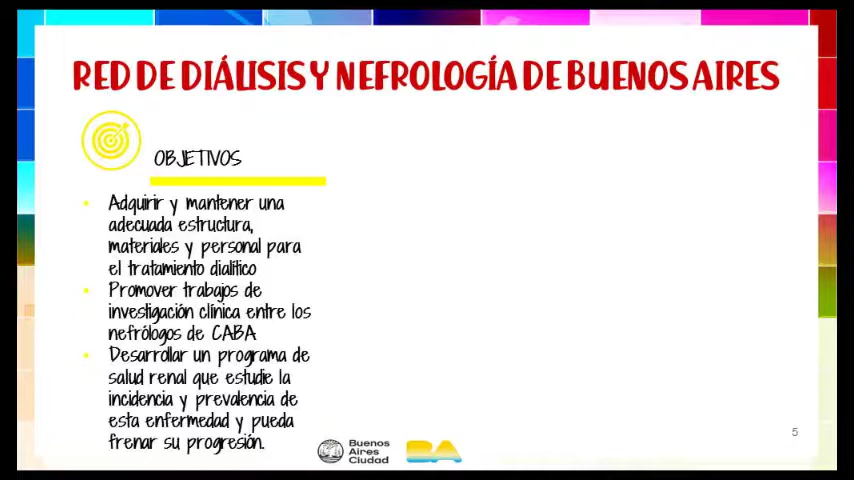 RED DE DIÁLISIS Y NEFROLOGÍA DE BUENOS AIRES
OBJETIVOS
Adquirir y mantener una
adecuada estructura,
materiales y personal para
el tratamiento dialítico
Promover trabajos de
investigación clínica entre los
nefrólogos de CABA
Desarrollar un programa de
salud renal que estudie la
incidencia y prevalencia de
esta enfermedad y pueda
frenar su progresión.
5
Buenos
Aires
Ciudad
BA